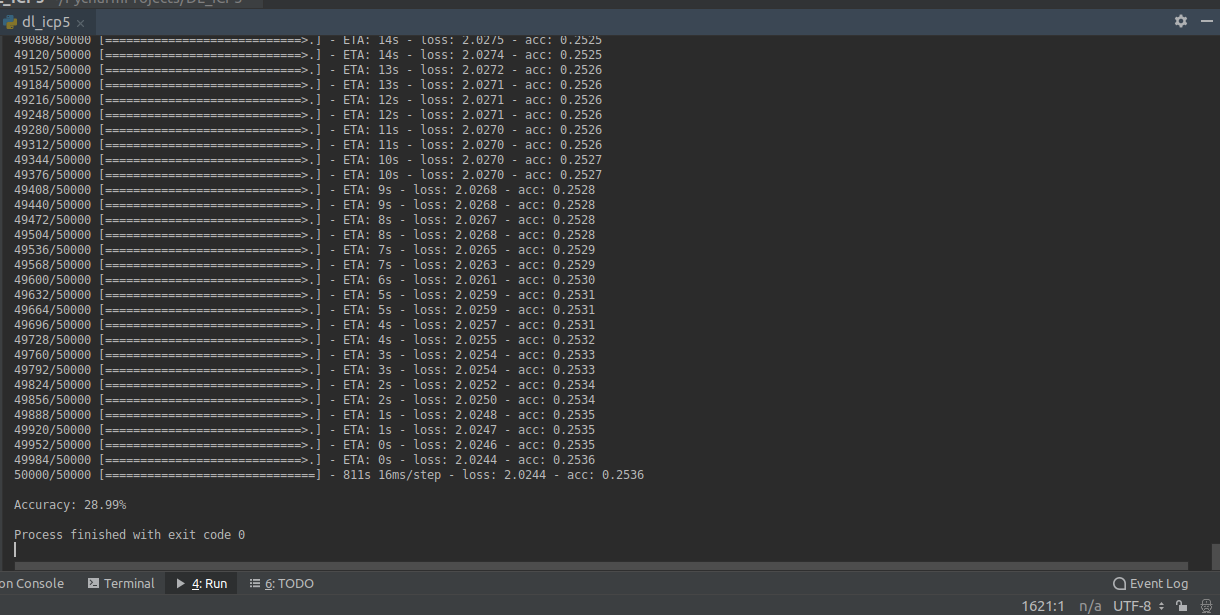 dl_icp5 ×
49088/50000 [============================>.] - ETA: 14s - loss: 2.0275 - acc: 0.2525
49120/50000 [============================>.] - ETA: 14s - loss: 2.0274 - acc: 0.2525
49152/50000 [============================>.] - ETA: 13s - loss: 2.0272 - acc: 0.2526
49184/50000 [============================>.] - ETA: 13s - loss: 2.0271 - acc: 0.2526
49216/50000 [============================>.] - ETA: 12s - loss: 2.0271 - acc: 0.2526
49248/50000 [============================>.] - ETA: 12s - loss: 2.0271 - acc: 0.2526
49280/50000 [============================>.] - ETA: 11s - loss: 2.0270 - acc: 0.2526
49312/50000 [============================>.] - ETA: 11s - loss: 2.0270 - acc: 0.2526
49344/50000 [============================>.] - ETA: 10s - loss: 2.0270 - acc: 0.2527
49376/50000 [============================>.] - ETA: 10s - loss: 2.0270 - acc: 0.2527
49408/50000 [============================>.] - ETA: 9s - loss: 2.0268 - acc: 0.2528
49440/50000 [============================>.] - ETA: 9s - loss: 2.0268 - acc: 0.2528
49472/50000 [============================>.] - ETA: 8s - loss: 2.0267 - acc: 0.2528
49504/50000 [============================>.] - ETA: 8s - loss: 2.0268 - acc: 0.2528
49536/50000 [============================>.] - ETA: 7s - loss: 2.0265 - acc: 0.2529
49568/50000 [============================>.] - ETA: 7s - loss: 2.0263 - acc: 0.2529
49600/50000 [============================>.] - ETA: 6s - loss: 2.0261 - acc: 0.2530
49632/50000 [============================>.] - ETA: 5s - loss: 2.0259 - acc: 0.2531
49664/50000 [============================>.] - ETA: 5s - loss: 2.0259 - acc: 0.2531
49696/50000 [============================>.] - ETA: 4s - loss: 2.0257 - acc: 0.2531
49728/50000 [============================>.] - ETA: 4s - loss: 2.0255 - acc: 0.2532
49760/50000 [============================>.] - ETA: 3s - loss: 2.0254 - acc: 0.2533
49792/50000 [============================>.] - ETA: 3s - loss: 2.0254 - acc: 0.2533
49824/50000 [============================>.] - ETA: 2s - loss: 2.0252 - acc: 0.2534
49856/50000 [============================>.] - ETA: 2s - loss: 2.0250 - acc: 0.2534
49888/50000 [============================>.] - ETA: 1s - loss: 2.0248 - acc: 0.2535
49920/50000 [============================>.] - ETA: 1s - loss: 2.0247 - acc: 0.2535
49952/50000 [============================>.] - ETA: 0s - loss: 2.0246 - acc: 0.2535
49984/50000 [============================>.] - ETA: 0s - loss: 2.0244 - acc: 0.2536
50000/50000 [==============================] - 811s 16ms/step - loss: 2.0244 - acc: 0.2536
Accuracy: 28.99%
Process finished with exit code 0
on Console Terminal 4: Run 6: TODO Event Log
1621:1 n/a UTF-8